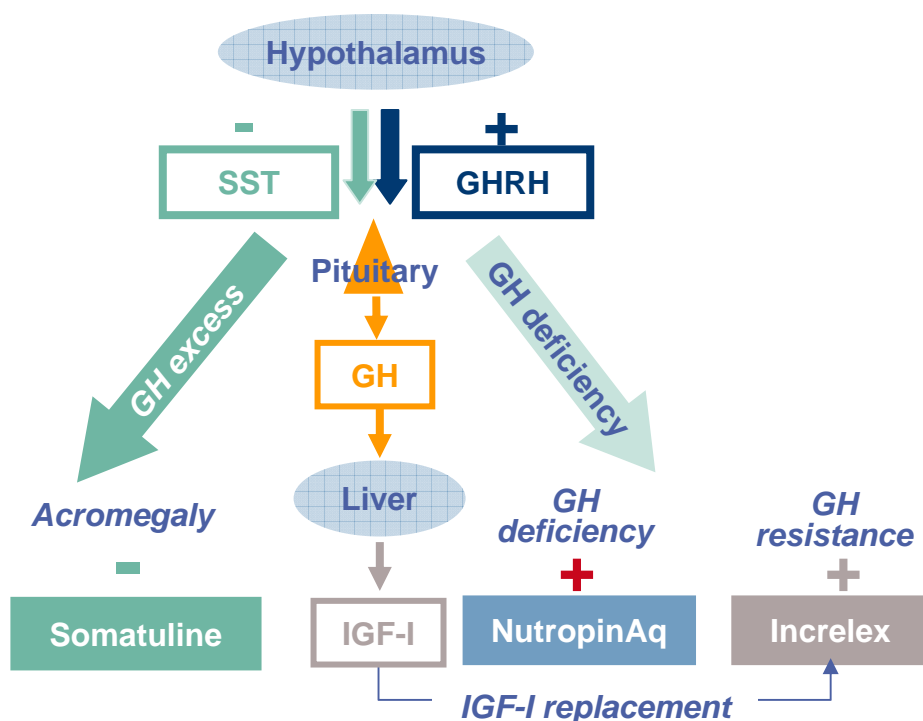 Hypothalamus
-
+
SST
GHRH
Pituitary
GH excess
GH deficiency
GH
Liver
Acromegaly
GH
deficiency
GH
resistance
-
+
+
Somatuline
IGF-I
NutropinAq
Increlex
IGF-I replacement